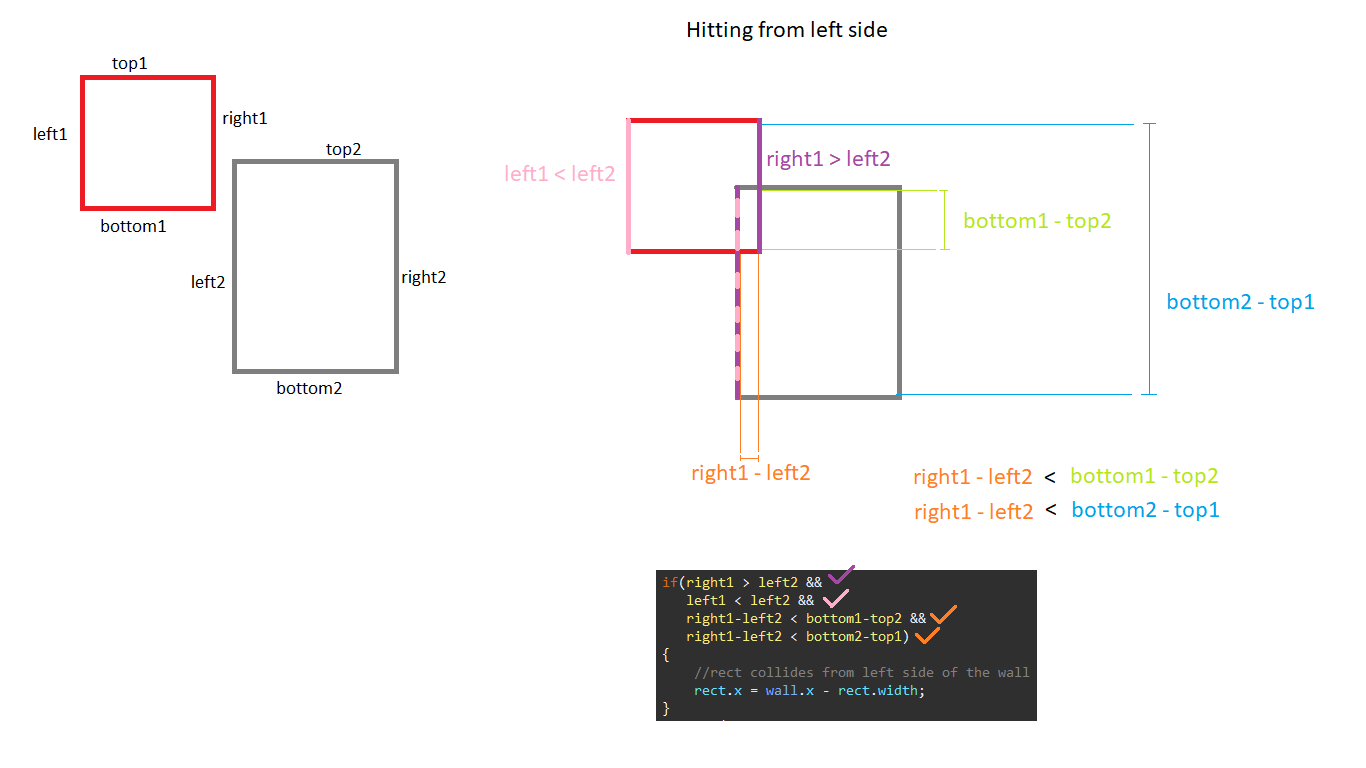 Hitting from left side
top1
left1
right1
bottom1
top2
left2
right2
bottom2
left1 < left2
right1 > left2
bottom1 - top2
bottom2 - top1
right1 - left2
right1 - left2 < bottom1 - top2
right1 - left2 < bottom2 - top1
if(right1 > left2 &&
left1 < left2 &&
right1-left2 < bottom1-top2 &&
right1-left2 < bottom2-top1)
{
//rect collides from left side of the wall
rect.x = wall.x - rect.width;
}